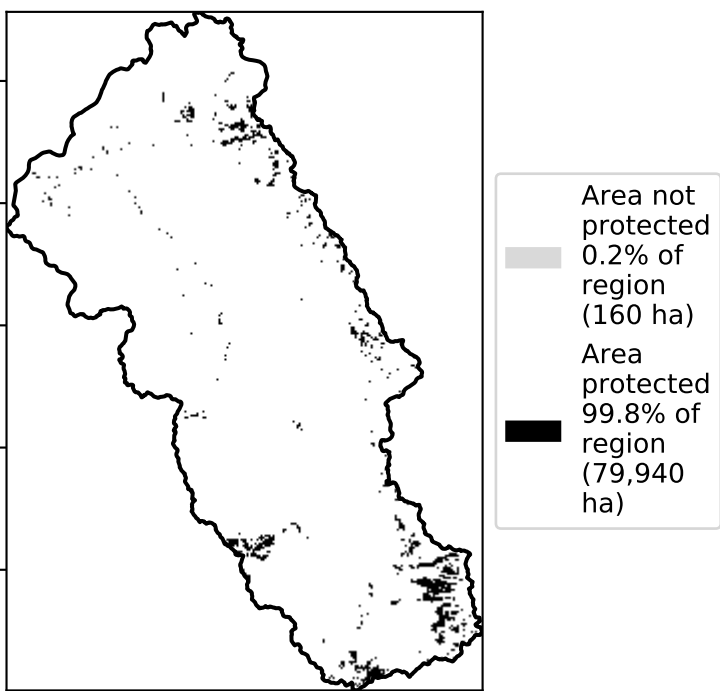 Area not
protected
0.2% of
region
(160 ha)
Area
protected
99.8% of
region
(79,940
ha)